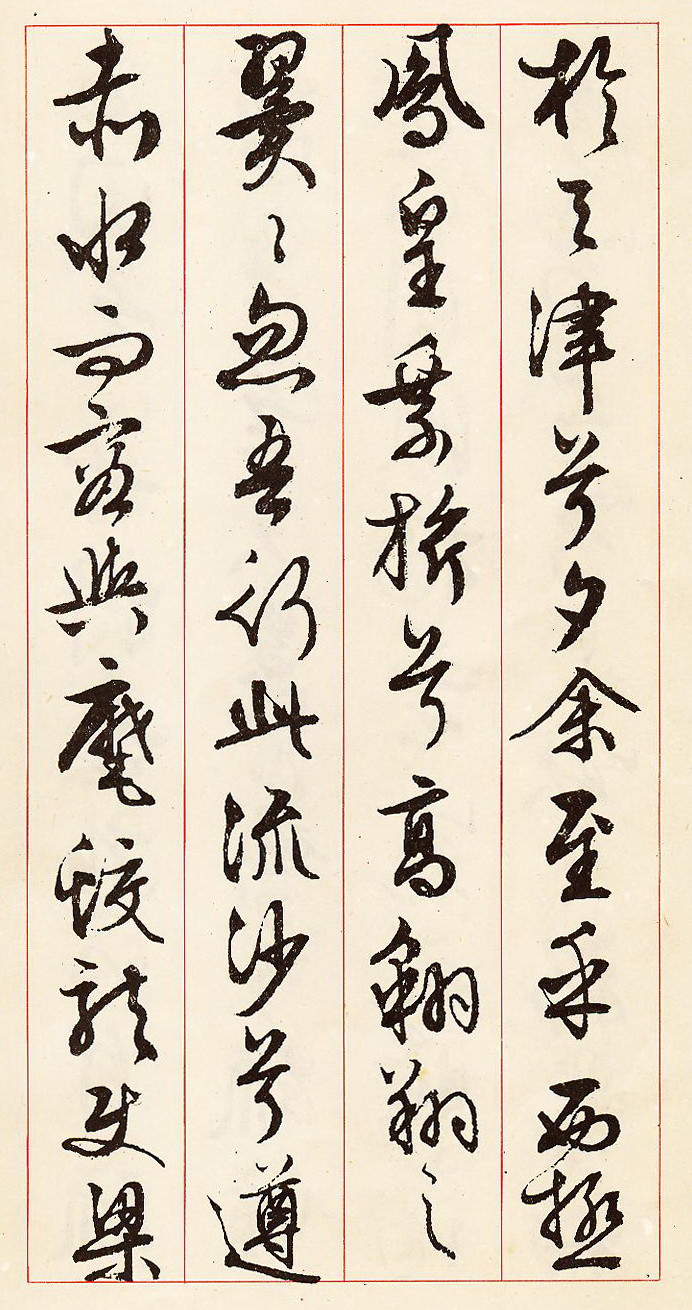 於天津兮夕余至乎西極
鳳皇承旂兮高翱翔之
翼〻忽吾行此流沙兮遵
赤水而容與麾蛟龍使梁